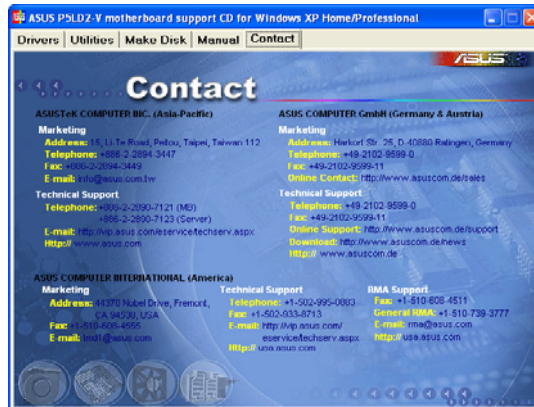 ASUS P5LD2-V motherboard support CD for Windows XP Home/Professional
Drivers Utilities Make Disk Manual Contact
ASUS
Contact
ASUSTeK COMPUTER INC. (Asia-Pacific)
Marketing
Address: 15, Li-Te Road, Peitou, Taipei, Taiwan 112
Telephone: +886-2-2894-3447
Fax: +886-2-2894-3449
E-mail: info@asus.com.tw
Technical Support
Telephone: +886-2-2890-7121 (MB)
+886-2-2890-7123 (Server)
E-mail: http://vip.asus.com/eservice/techserv.aspx
Http:// www.asus.com
ASUS COMPUTER GmbH (Germany & Austria)
Marketing
Address: Harkort Str. 25, D-40880 Ratingen, Germany
Telephone: +49-2102-9599-0
Fax: +49-2102-9599-11
Online Contact: http://www.asuscom.de/sales
Technical Support
Telephone: +49-2102-9599-0
Fax: +49-2102-9599-11
Online Support: http://www.asuscom.de/support
Download: http://www.asuscom.de/news
Http:// www.asuscom.de
ASUS COMPUTER INTERNATIONAL (America)
Marketing
Address: 44370 Nobel Drive, Fremont,
CA 94538, USA
Fax: +1-510-608-4555
E-mail: tmd1@asus.com
Technical Support
Telephone: +1-502-995-0883
Fax: +1-502-933-8713
E-mail: http://vip.asus.com/
eservice/techserv.aspx
Http:// usa.asus.com
RMA Support
Fax: +1-510-608-4511
General RMA: +1-510-739-3777
E-mail: rma@asus.com
http:// usa.asus.com